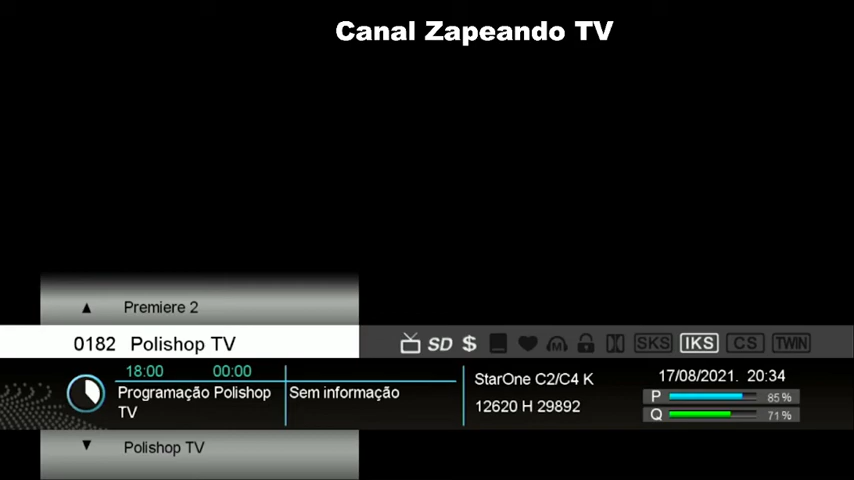 Canal Zapeando TV
Premiere 2
0182 Polishop TV
SD $ SKS IKS CS TWIN
18:00 00:00
Programação Polishop TV
Sem informação
StarOne C2/C4 K
12620 H 29892
17/08/2021. 20:34
P 85%
Q 71%
Polishop TV